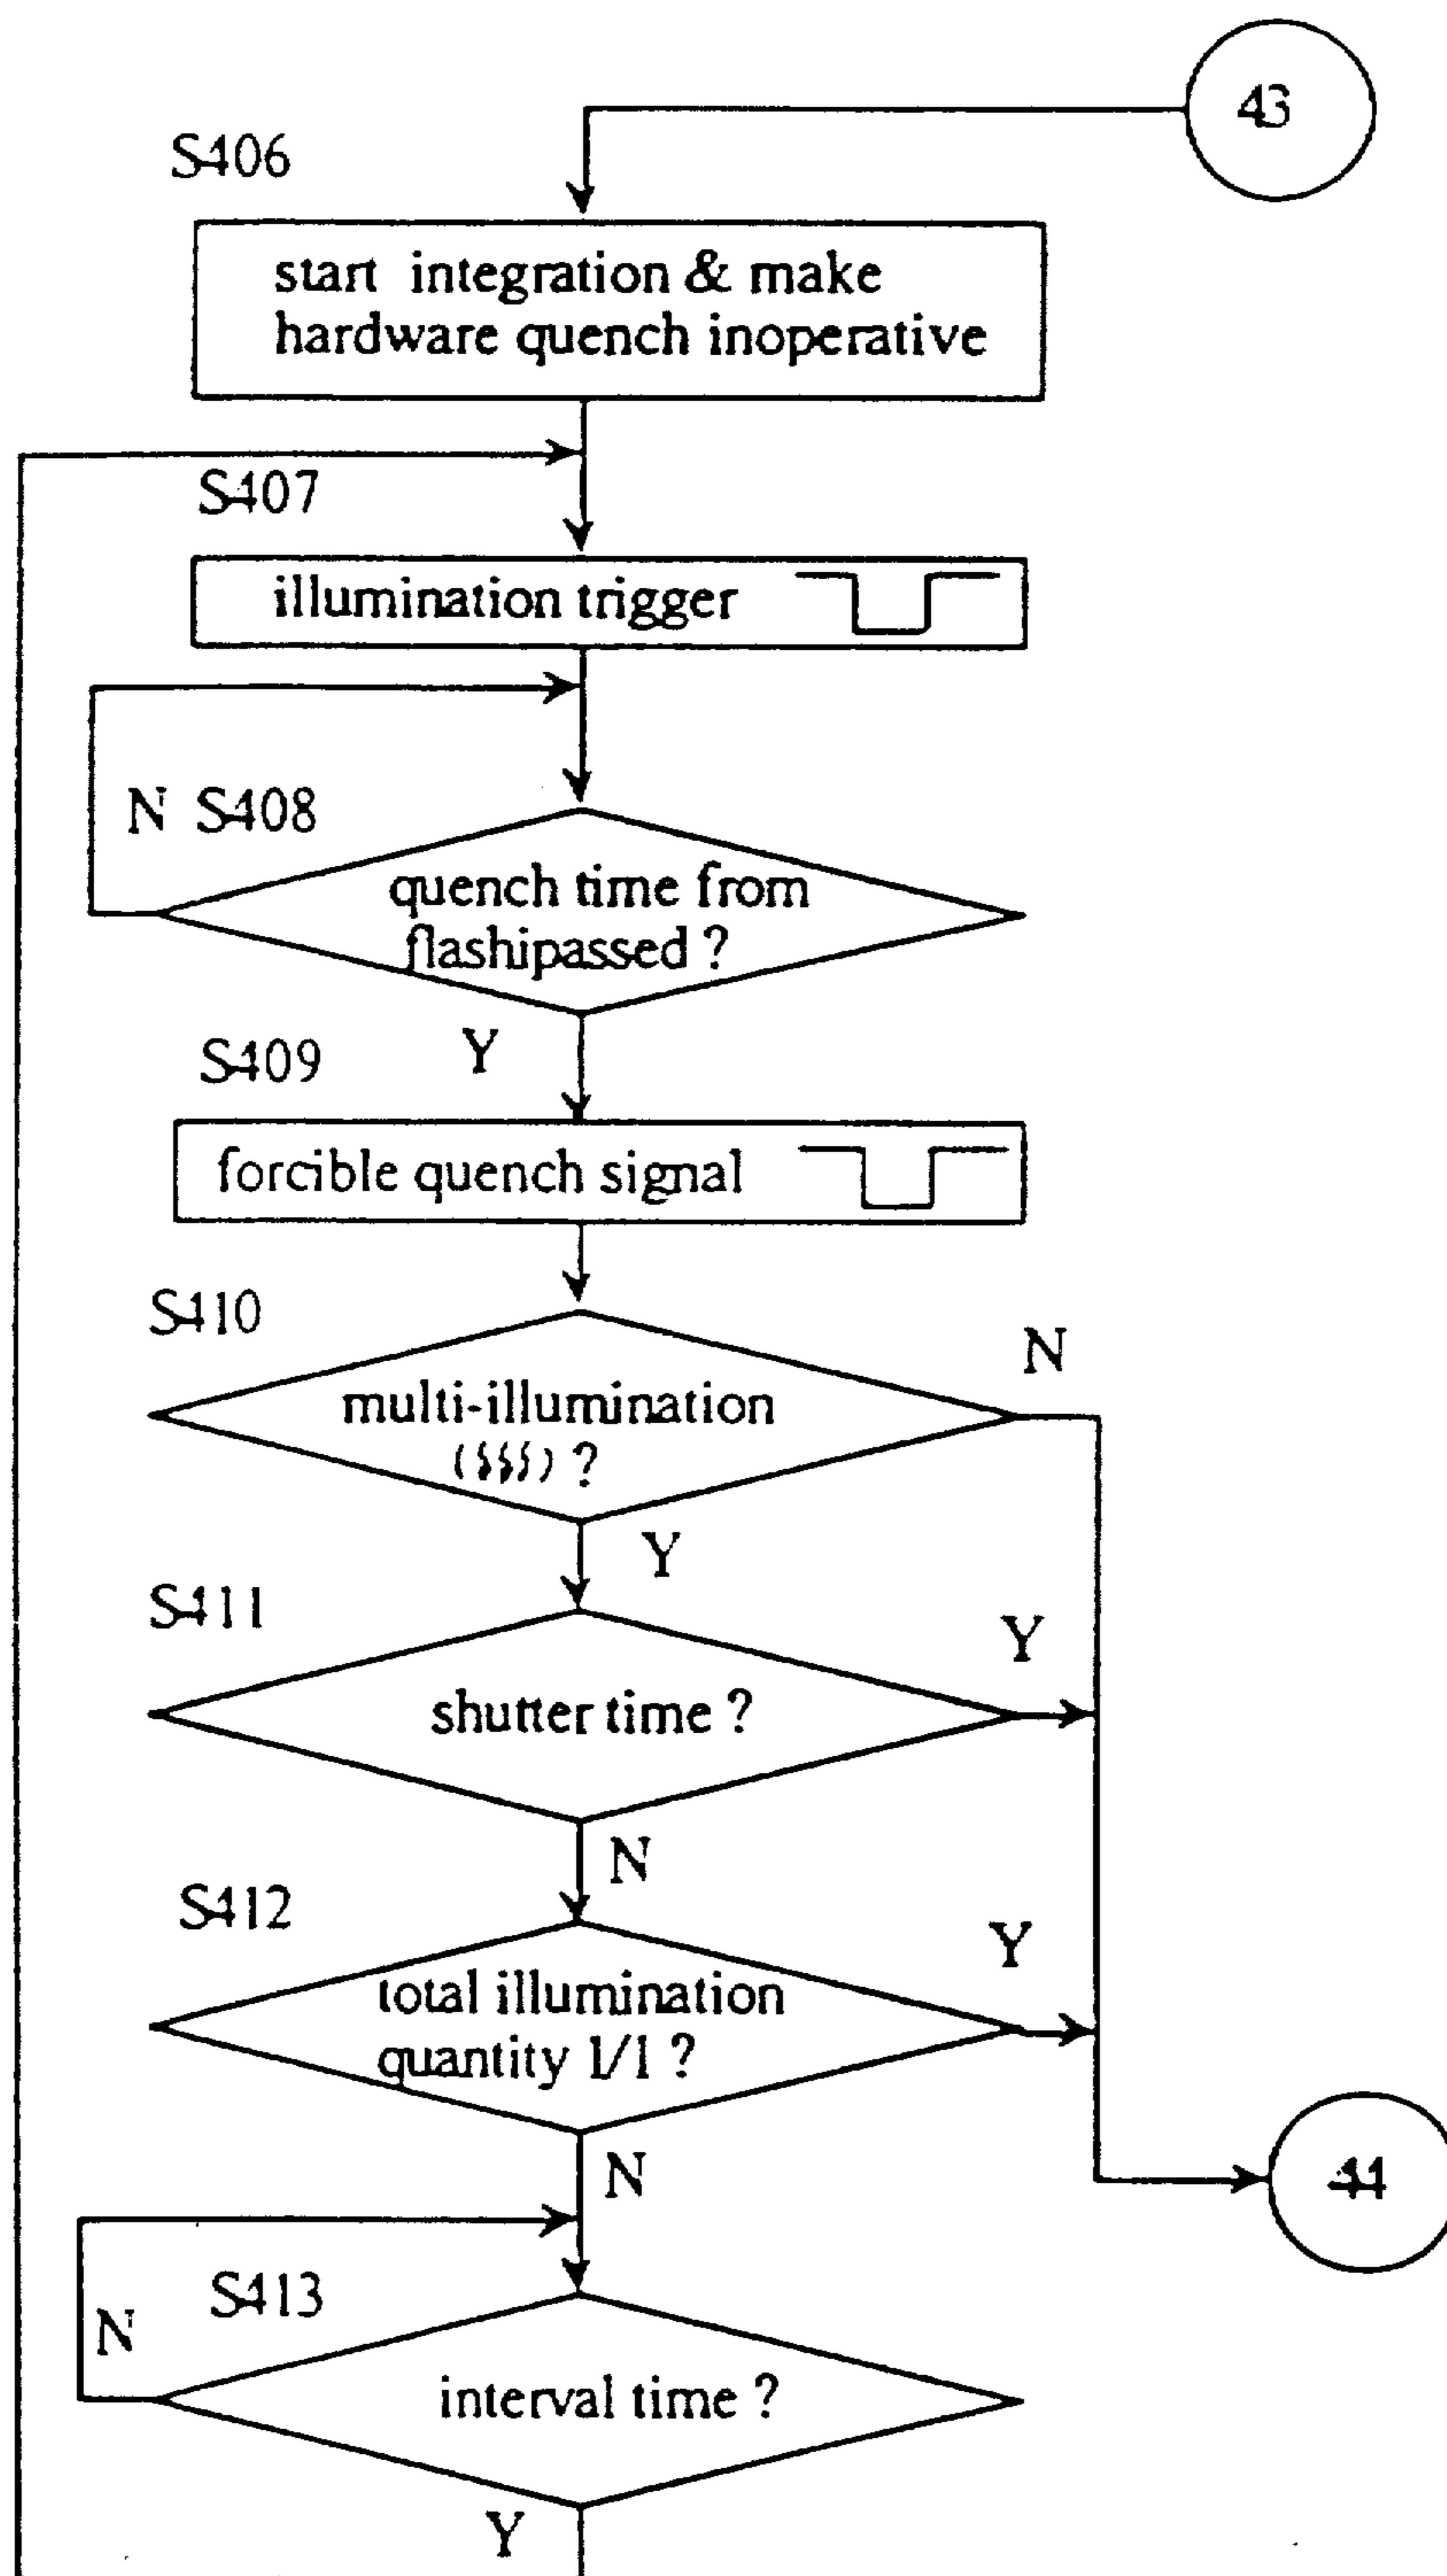 43
S406
start integration & make
hardware quench inoperative
S407
illumination trigger
N S408
quench time from
flashipassed ?
Y
S409
forcible quench signal
S410
N
multi-illumination
( ) ?
Y
S411
Y
shutter time ?
N
S412
Y
total illumination
quantity 1/1 ?
N
44
S413
N
interval time ?
Y